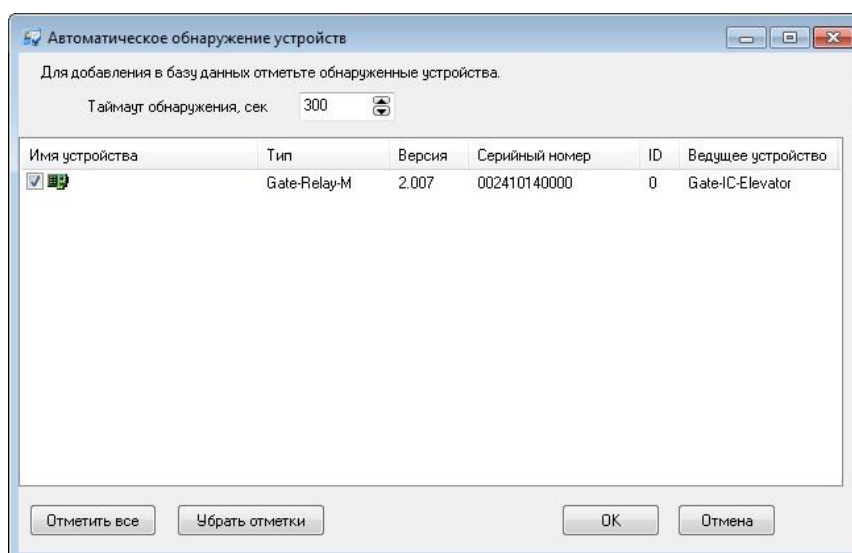 Автоматическое обнаружение устройств
Для добавления в базу данных отметьте обнаруженные устройства.
Таймаут обнаружения, сек 300
Имя устройства Тип Версия Серийный номер ID Ведущее устройство
Gate-Relay-M 2.007 002410140000 0 Gate-IC-Elevator
Отметить все Убрать отметки OK Отмена